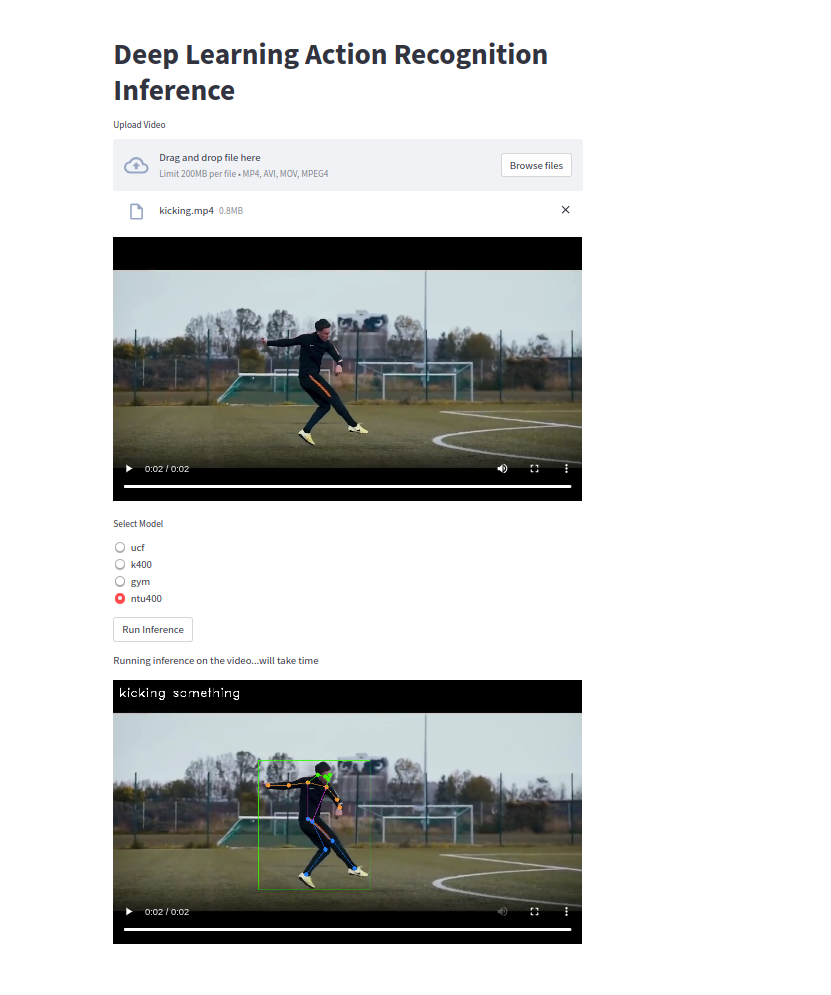 Deep Learning Action Recognition
Inference
Upload Video
Drag and drop file here
Limit 200MB per file • MP4, AVI, MOV, MPEG4
Browse files
kicking.mp4 0.8MB
0:02 / 0:02
Select Model
ucf
k400
gym
ntu400
Run Inference
Running inference on the video...will take time
kicking something
0:02 / 0:02